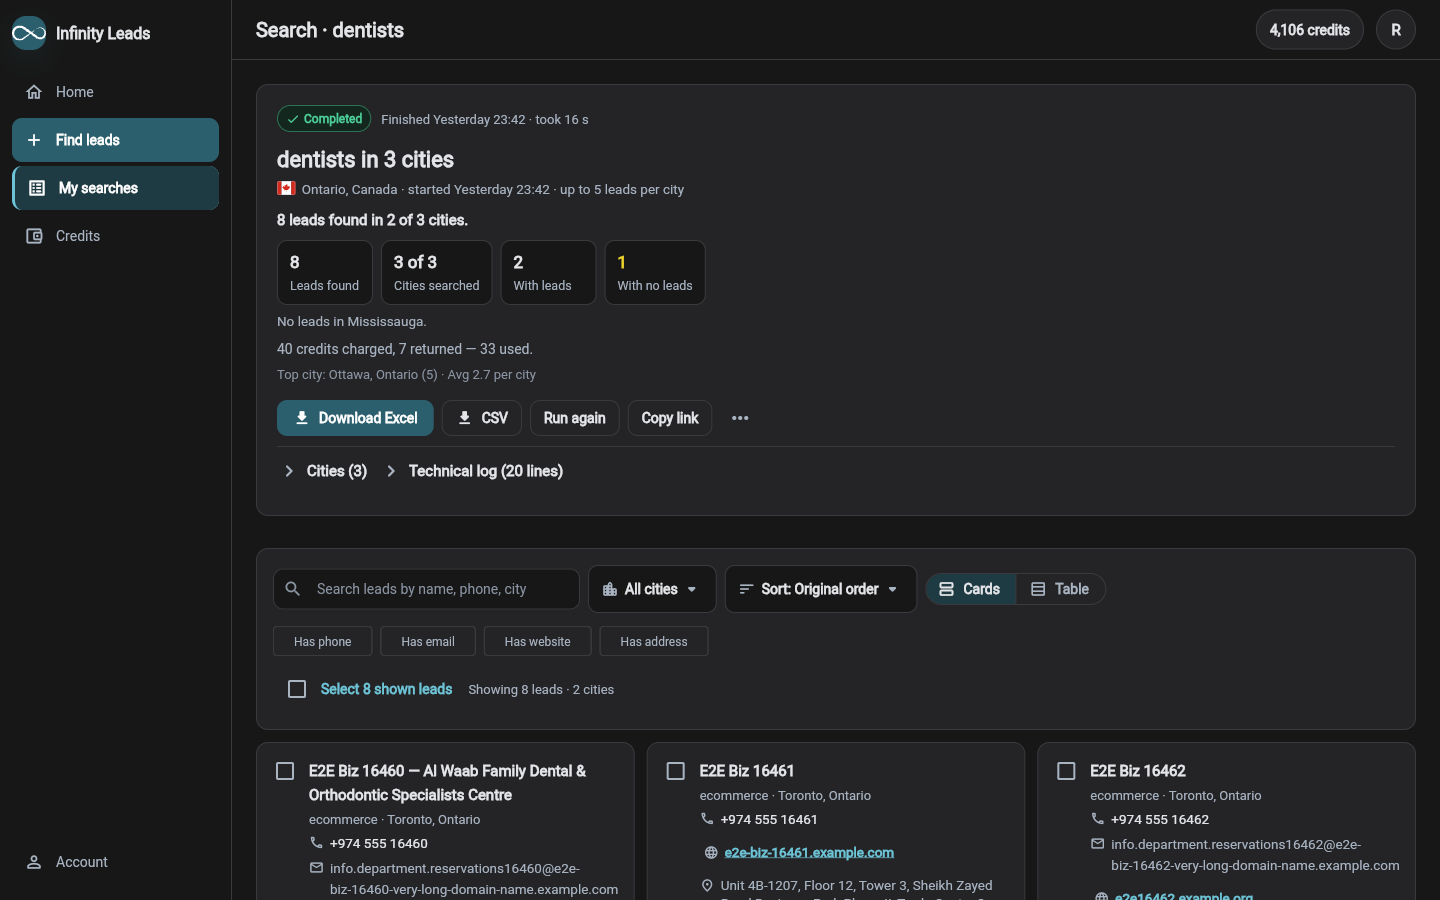 Infinity Leads
Search · dentists
4,106 credits
R
Home
Find leads
My searches
Credits
Account
Completed
Finished Yesterday 23:42 · took 16 s
dentists in 3 cities
Ontario, Canada · started Yesterday 23:42 · up to 5 leads per city
8 leads found in 2 of 3 cities.
8
Leads found
3 of 3
Cities searched
2
With leads
1
With no leads
No leads in Mississauga.
40 credits charged, 7 returned — 33 used.
Top city: Ottawa, Ontario (5) · Avg 2.7 per city
Download Excel
CSV
Run again
Copy link
Cities (3)
Technical log (20 lines)
Search leads by name, phone, city
All cities
Sort: Original order
Cards
Table
Has phone
Has email
Has website
Has address
Select 8 shown leads
Showing 8 leads · 2 cities
E2E Biz 16460 — Al Waab Family Dental &
Orthodontic Specialists Centre
ecommerce · Toronto, Ontario
+974 555 16460
info.department.reservations16460@e2e-
biz-16460-very-long-domain-name.example.com
E2E Biz 16461
ecommerce · Toronto, Ontario
+974 555 16461
e2e-biz-16461.example.com
Unit 4B-1207, Floor 12, Tower 3, Sheikh Zayed
E2E Biz 16462
ecommerce · Toronto, Ontario
+974 555 16462
info.department.reservations16462@e2e-
biz-16462-very-long-domain-name.example.com
e2e16462.example.org